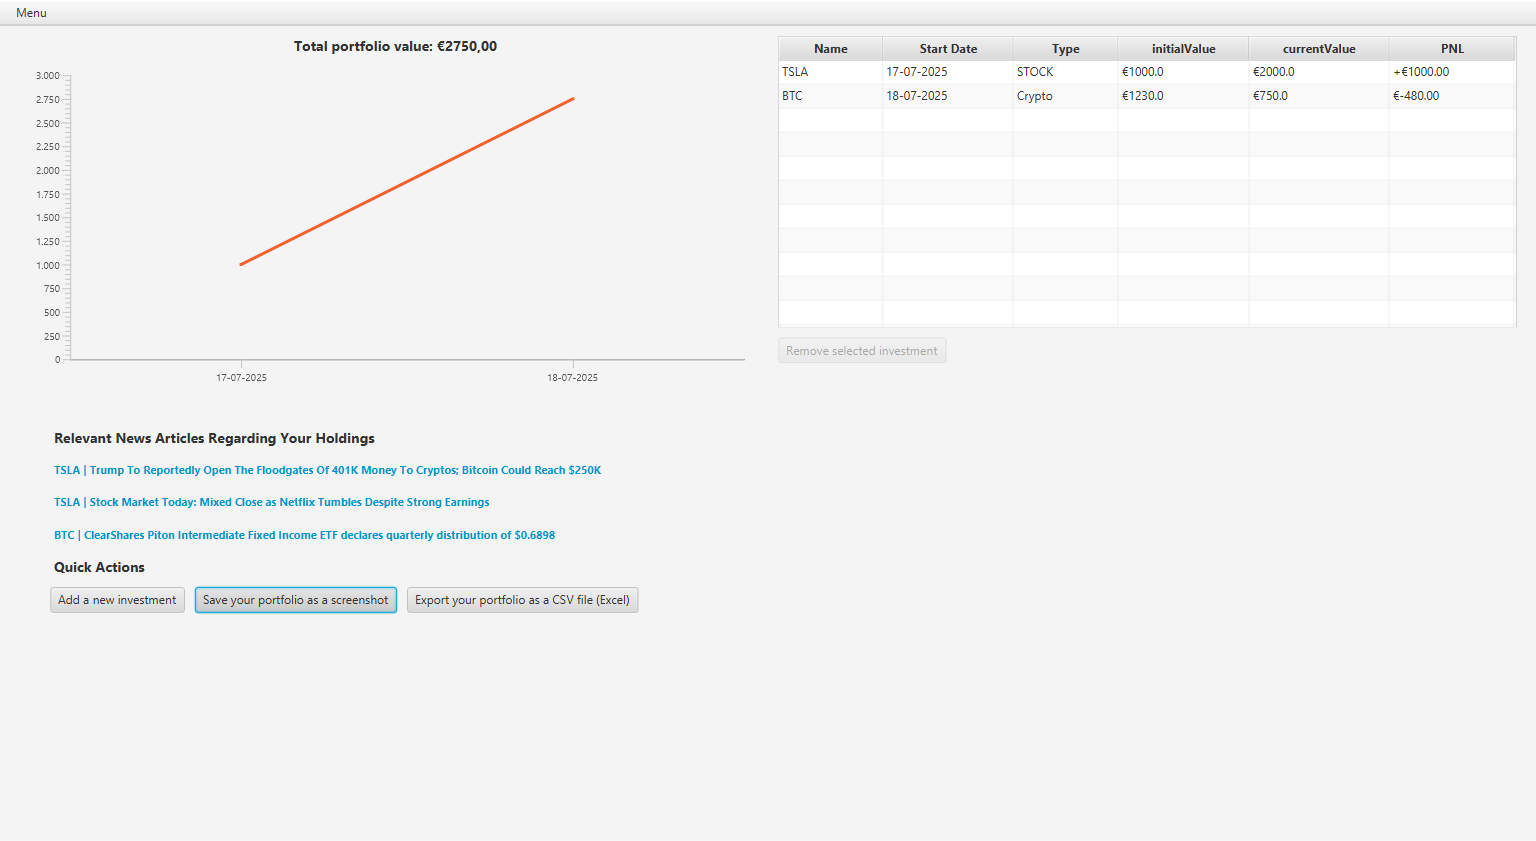 Menu
Total portfolio value: €2750,00
3.000
2.750
2.500
2.250
2.000
1.750
1.500
1.250
1.000
750
500
250
0
17-07-2025 18-07-2025
Name Start Date Type initialValue currentValue PNL
TSLA 17-07-2025 STOCK €1000.0 €2000.0 +€1000.00
BTC 18-07-2025 Crypto €1230.0 €750.0 €-480.00
Remove selected investment
Relevant News Articles Regarding Your Holdings
TSLA | Trump To Reportedly Open The Floodgates Of 401K Money To Cryptos; Bitcoin Could Reach $250K
TSLA | Stock Market Today: Mixed Close as Netflix Tumbles Despite Strong Earnings
BTC | ClearShares Piton Intermediate Fixed Income ETF declares quarterly distribution of $0.6898
Quick Actions
Add a new investment Save your portfolio as a screenshot Export your portfolio as a CSV file (Excel)